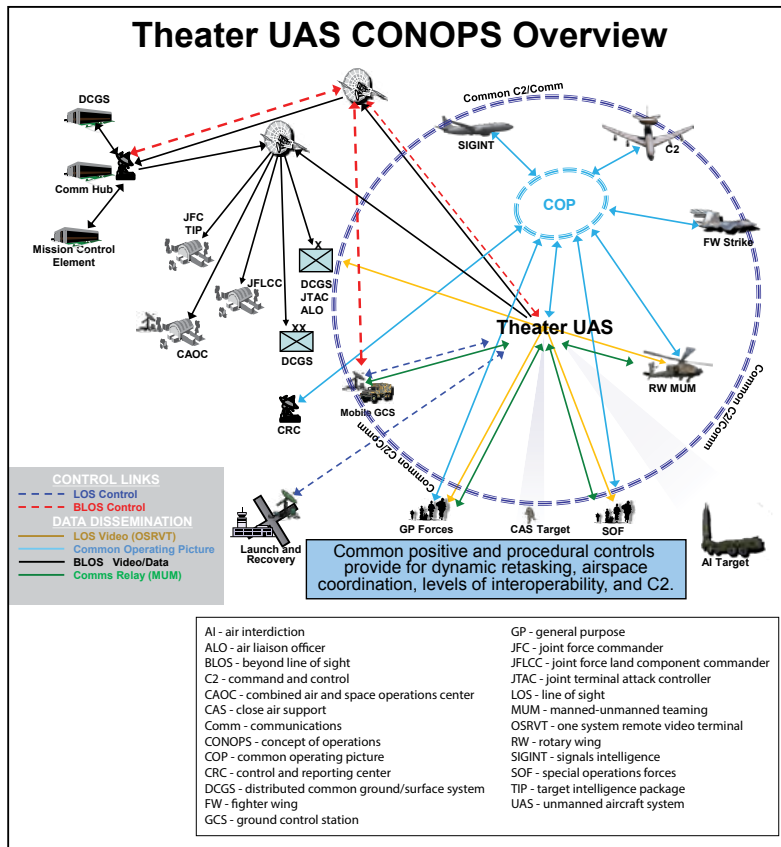 Theater UAS CONOPS Overview
DCGS
Comm Hub
Mission Control
Element
JFC
TIP
JFLCC
CAOC
X
DCGS
JTAC
ALO
XX
DCGS
CRC
Common C2/Comm
SIGINT
C2
COP
FW Strike
Theater UAS
RW MUM
Mobile GCS
Common C2/Comm
Common C2/Comm
CONTROL LINKS
LOS Control
BLOS Control
DATA DISSEMINATION
LOS Video (OSRVT)
Common Operating Picture
BLOS Video/Data
Comms Relay (MUM)
Launch and
Recovery
GP Forces
CAS Target
SOF
AI Target
Common positive and procedural controls
provide for dynamic retasking, airspace
coordination, levels of interoperability, and C2.
AI - air interdiction
ALO - air liaison officer
BLOS - beyond line of sight
C2 - command and control
CAOC - combined air and space operations center
CAS - close air support
Comm - communications
CONOPS - concept of operations
COP - common operating picture
CRC - control and reporting center
DCGS - distributed common ground/surface system
FW - fighter wing
GCS - ground control station
GP - general purpose
JFC - joint force commander
JFLCC - joint force land component commander
JTAC - joint terminal attack controller
LOS - line of sight
MUM - manned-unmanned teaming
OSRVT - one system remote video terminal
RW - rotary wing
SIGINT - signals intelligence
SOF - special operations forces
TIP - target intelligence package
UAS - unmanned aircraft system